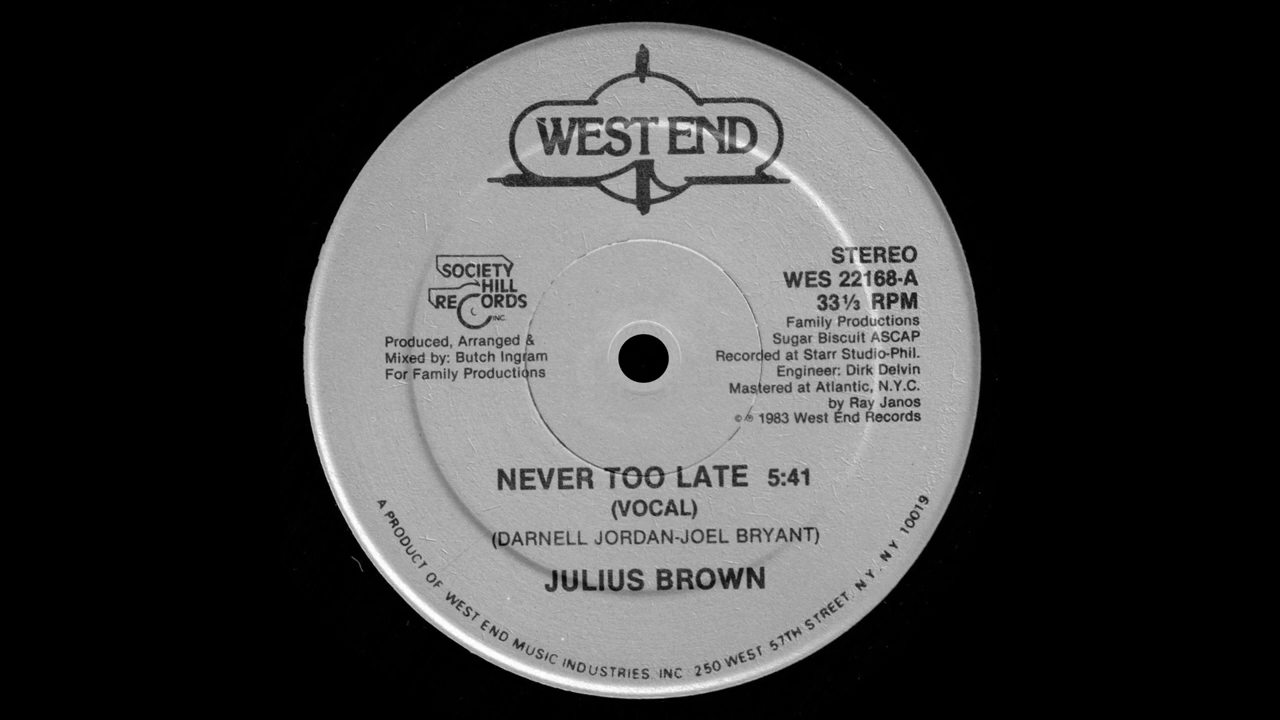 WEST END
SOCIETY
HILL
RECORDS
INC.
Produced, Arranged &
Mixed by: Butch Ingram
For Family Productions
STEREO
WES 22168-A
33⅓ RPM
Family Productions
Sugar Biscuit ASCAP
Recorded at Starr Studio-Phil.
Engineer: Dirk Delvin
Mastered at Atlantic, N.Y.C.
by Ray Janos
© ℗ 1983 West End Records
NEVER TOO LATE 5:41
(VOCAL)
(DARNELL JORDAN-JOEL BRYANT)
JULIUS BROWN
A PRODUCT OF WEST END MUSIC INDUSTRIES INC 250 WEST 57TH STREET N.Y. NY 10019